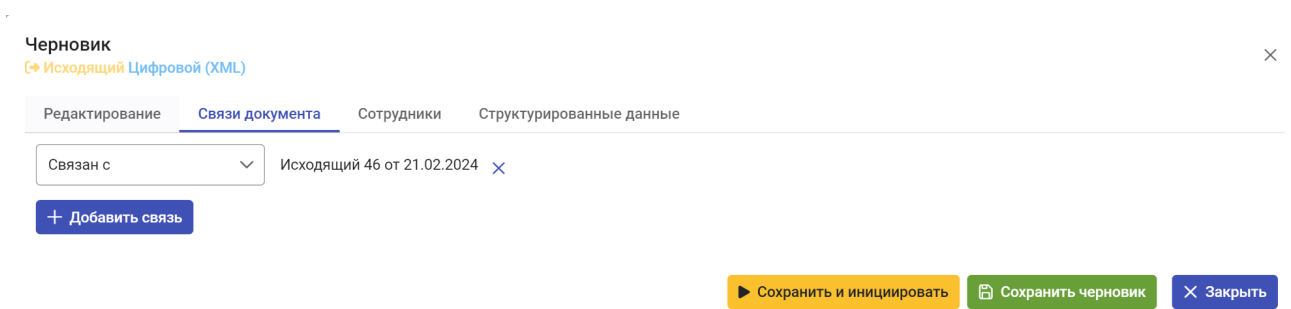 Черновик
Исходящий Цифровой (XML)
Редактирование Связи документа Сотрудники Структурированные данные
Связан с Исходящий 46 от 21.02.2024
Добавить связь
Сохранить и инициировать Сохранить черновик Закрыть